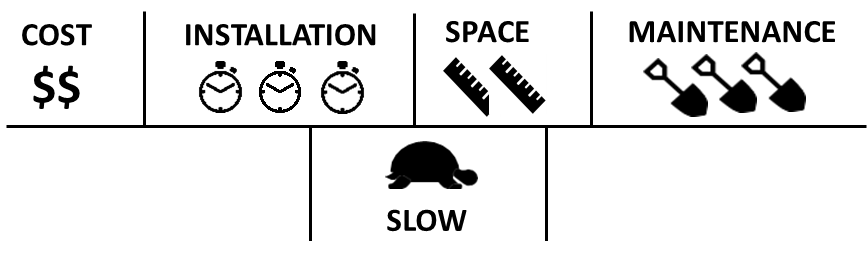 COST
INSTALLATION
SPACE
MAINTENANCE
$$
SLOW